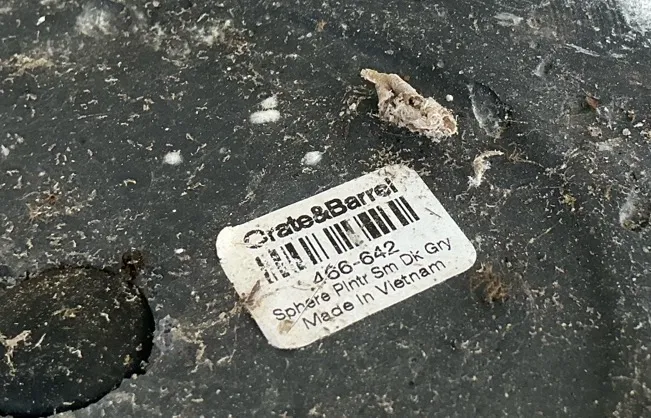 Crate&Barrel
466-642
Sphere Plntr Sm Dk Gry
Made In Vietnam